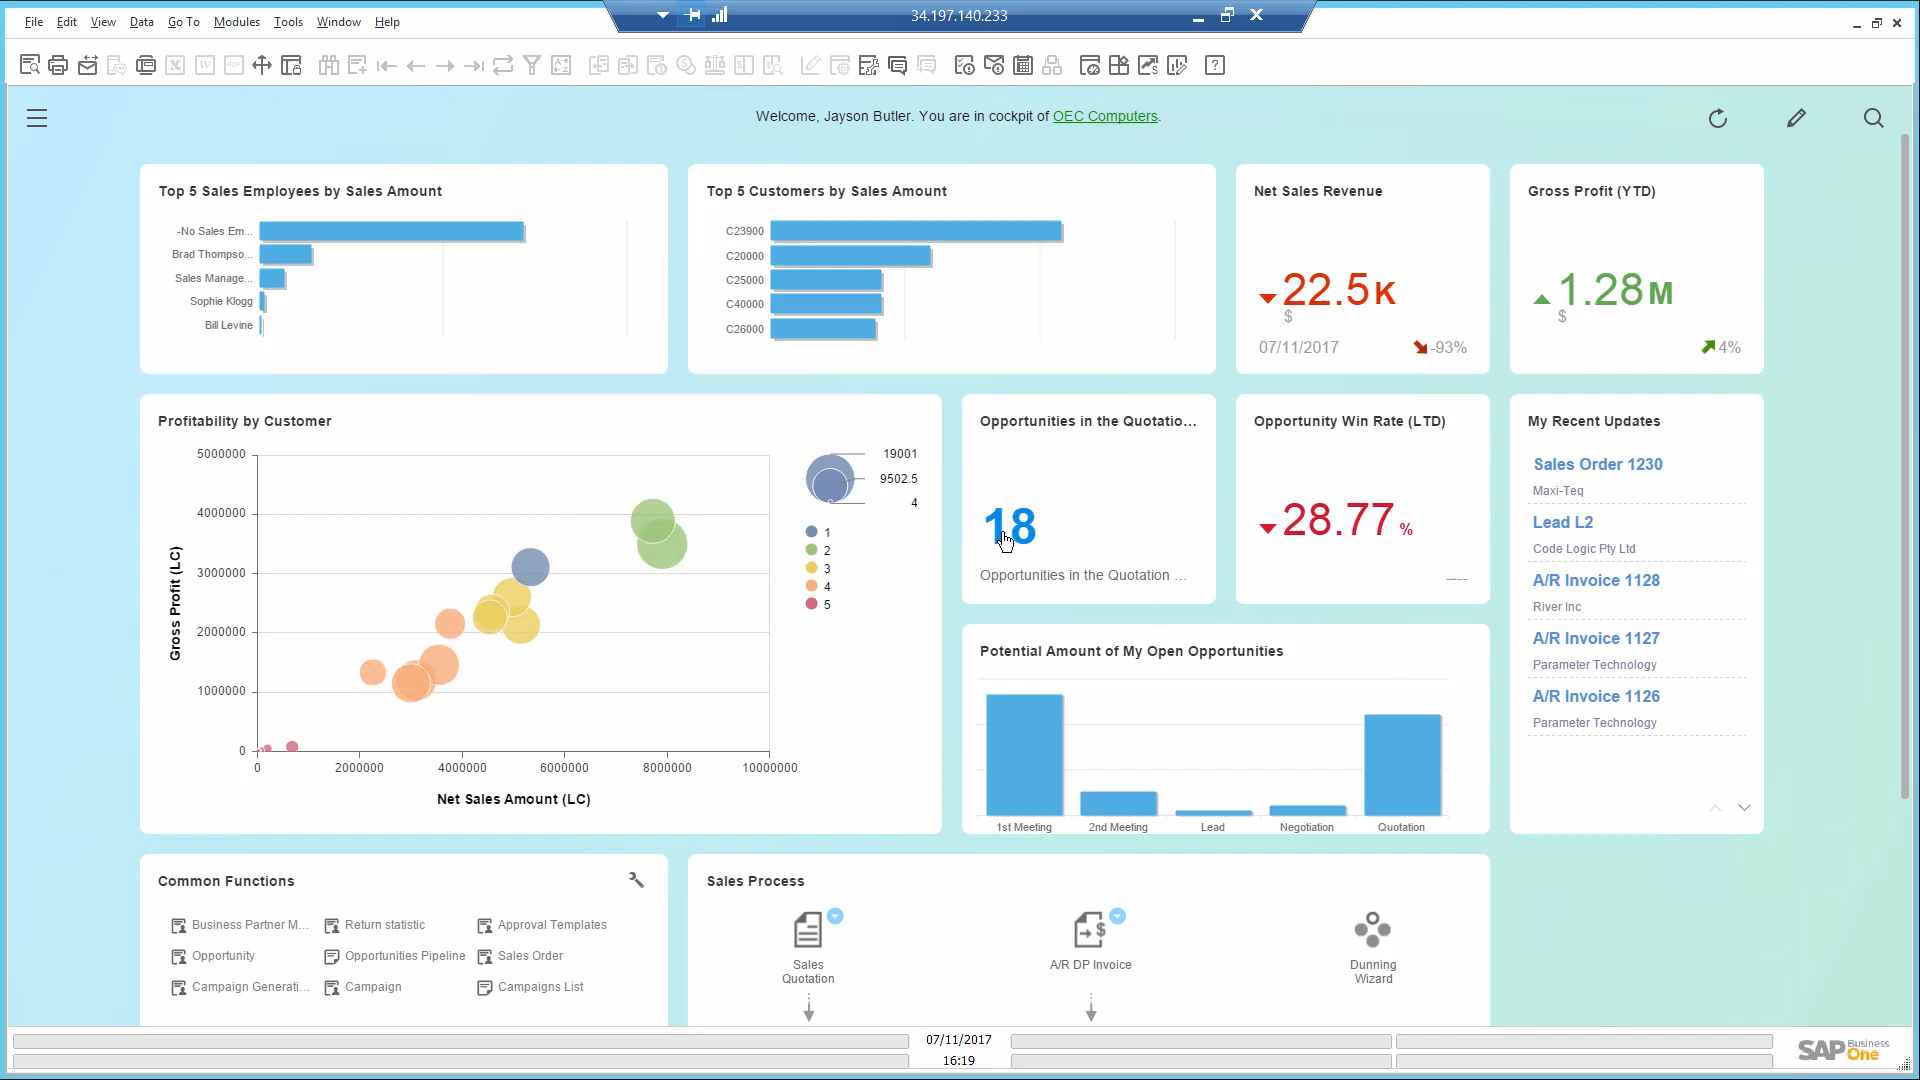 34.197.140.233
File Edit View Data Go To Modules Tools Window Help
Welcome, Jayson Butler. You are in cockpit of OEC Computers.
Top 5 Sales Employees by Sales Amount
-No Sales Em...
Brad Thompso...
Sales Manage...
Sophie Klogg
Bill Levine
Top 5 Customers by Sales Amount
C23900
C20000
C25000
C40000
C26000
Net Sales Revenue
22.5K
$
07/11/2017 -93%
Gross Profit (YTD)
1.28M
$
4%
Profitability by Customer
Gross Profit (LC)
5000000
4000000
3000000
2000000
1000000
0
0 2000000 4000000 6000000 8000000 10000000
Net Sales Amount (LC)
19001
9502.5
4
1
2
3
4
5
Opportunities in the Quotatio...
18
Opportunities in the Quotation ...
Opportunity Win Rate (LTD)
28.77 %
Potential Amount of My Open Opportunities
1st Meeting 2nd Meeting Lead Negotiation Quotation
My Recent Updates
Sales Order 1230
Maxi-Teq
Lead L2
Code Logic Pty Ltd
A/R Invoice 1128
River Inc
A/R Invoice 1127
Parameter Technology
A/R Invoice 1126
Parameter Technology
Common Functions
Business Partner M... Return statistic Approval Templates
Opportunity Opportunities Pipeline Sales Order
Campaign Generati... Campaign Campaigns List
Sales Process
Sales
Quotation
A/R DP Invoice
Dunning
Wizard
07/11/2017
16:19
SAP Business
One